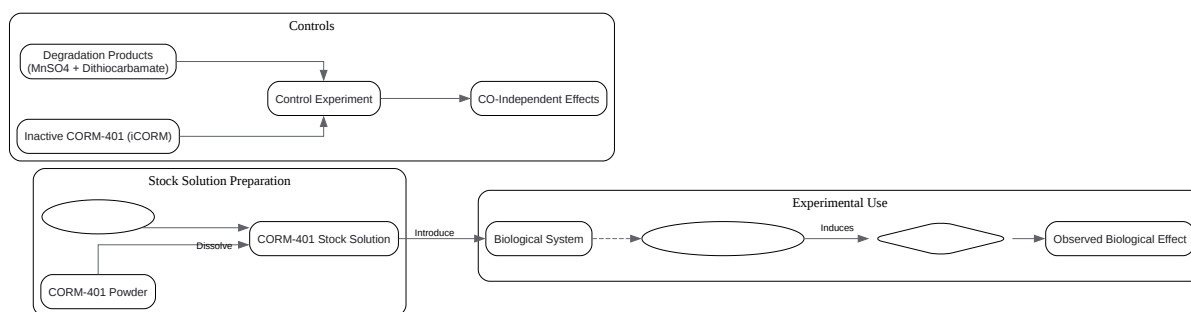 Controls
Degradation Products
(MnSO4 + Dithiocarbamate)
Control Experiment
CO-Independent Effects
Inactive CORM-401 (iCORM)
Stock Solution Preparation
Experimental Use
Dissolve
CORM-401 Stock Solution
Introduce
Biological System
Induces
Observed Biological Effect
CORM-401 Powder